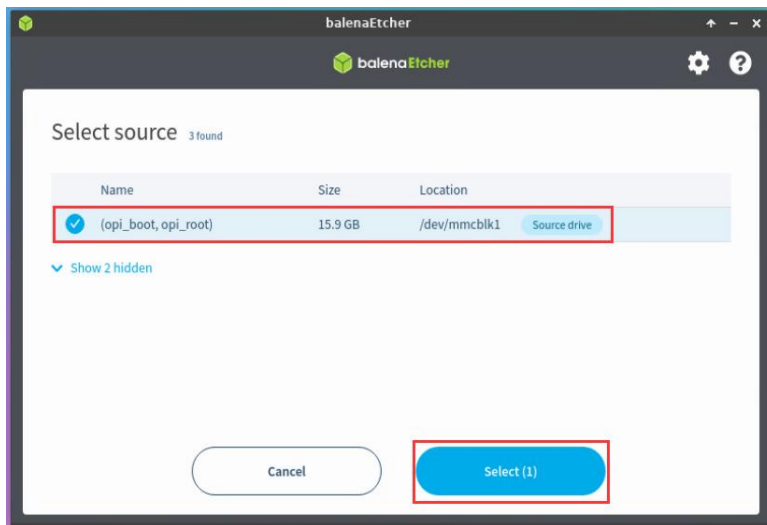 balenaEtcher
balenaEtcher
Select source 3 found
Name Size Location
(opi_boot, opi_root) 15.9 GB /dev/mmcblk1 Source drive
Show 2 hidden
Cancel Select (1)